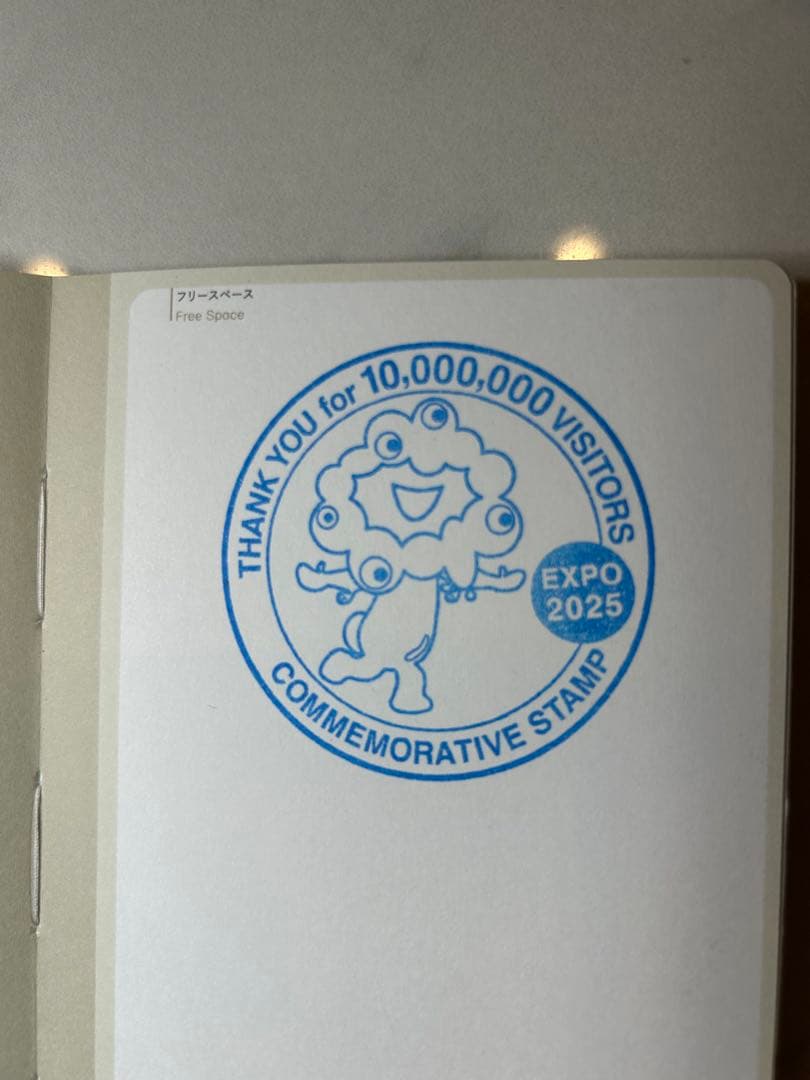 フリースペース
Free Space
THANK YOU for 10,000,000 VISITORS
EXPO
2025
COMMEMORATIVE STAMP